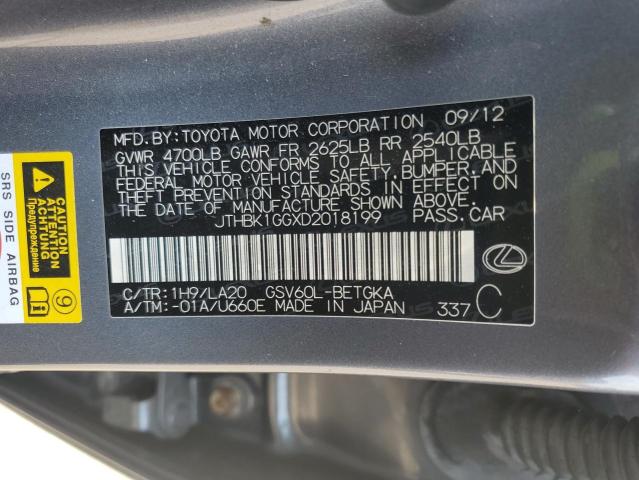 MFD.BY:TOYOTA MOTOR CORPORATION 09/12
GVWR 4700LB GAWR FR 2625LB RR 2540LB
THIS VEHICLE CONFORMS TO ALL APPLICABLE
FEDERAL MOTOR VEHICLE SAFETY,BUMPER,AND
THEFT PREVENTION STANDARDS IN EFFECT ON
THE DATE OF MANUFACTURE SHOWN ABOVE.
JTHBK1GGXD2018199 PASS.CAR
C/TR:1H9/LA20 GSV60L-BETGKA
A/TM:-01A/U660E MADE IN JAPAN 337 C
SRS SIDE AIRBAG
CAUTION
ATTENTION
Предупреждение
9